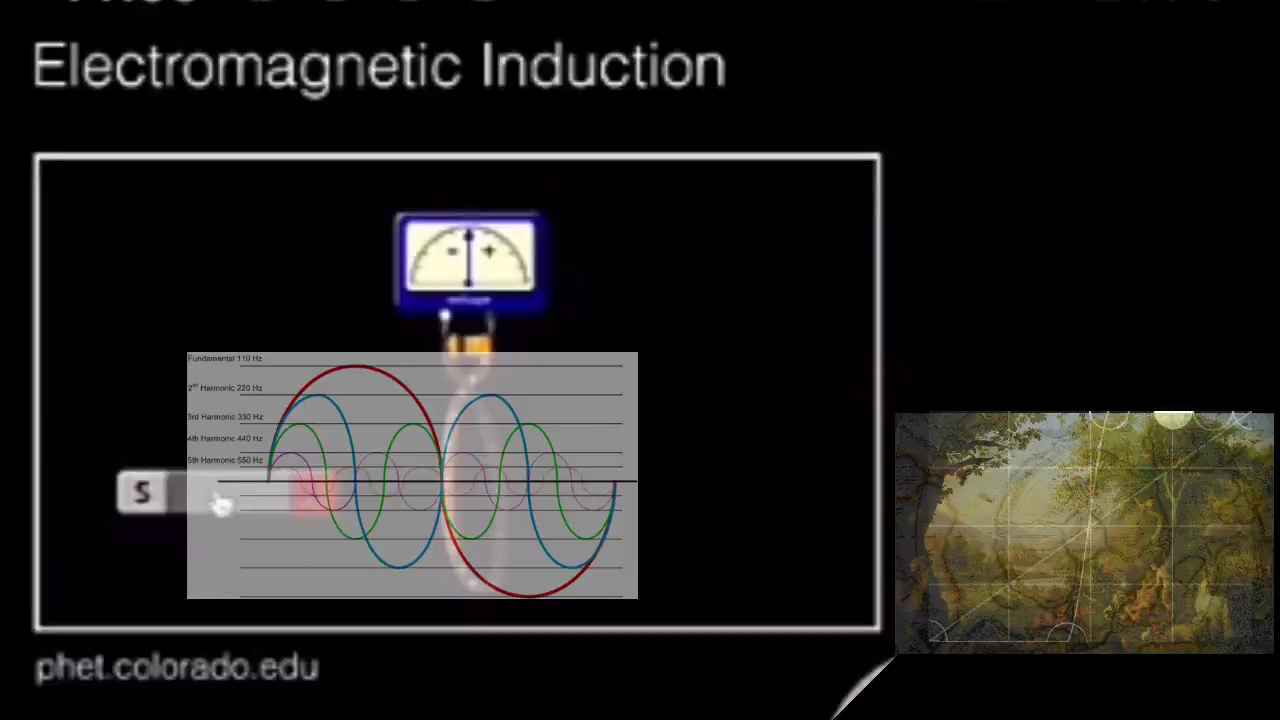 Electromagnetic Induction
- +
Fundamental 110 Hz
2nd Harmonic 220 Hz
3rd Harmonic 330 Hz
4th Harmonic 440 Hz
5th Harmonic 550 Hz
S
phet.colorado.edu